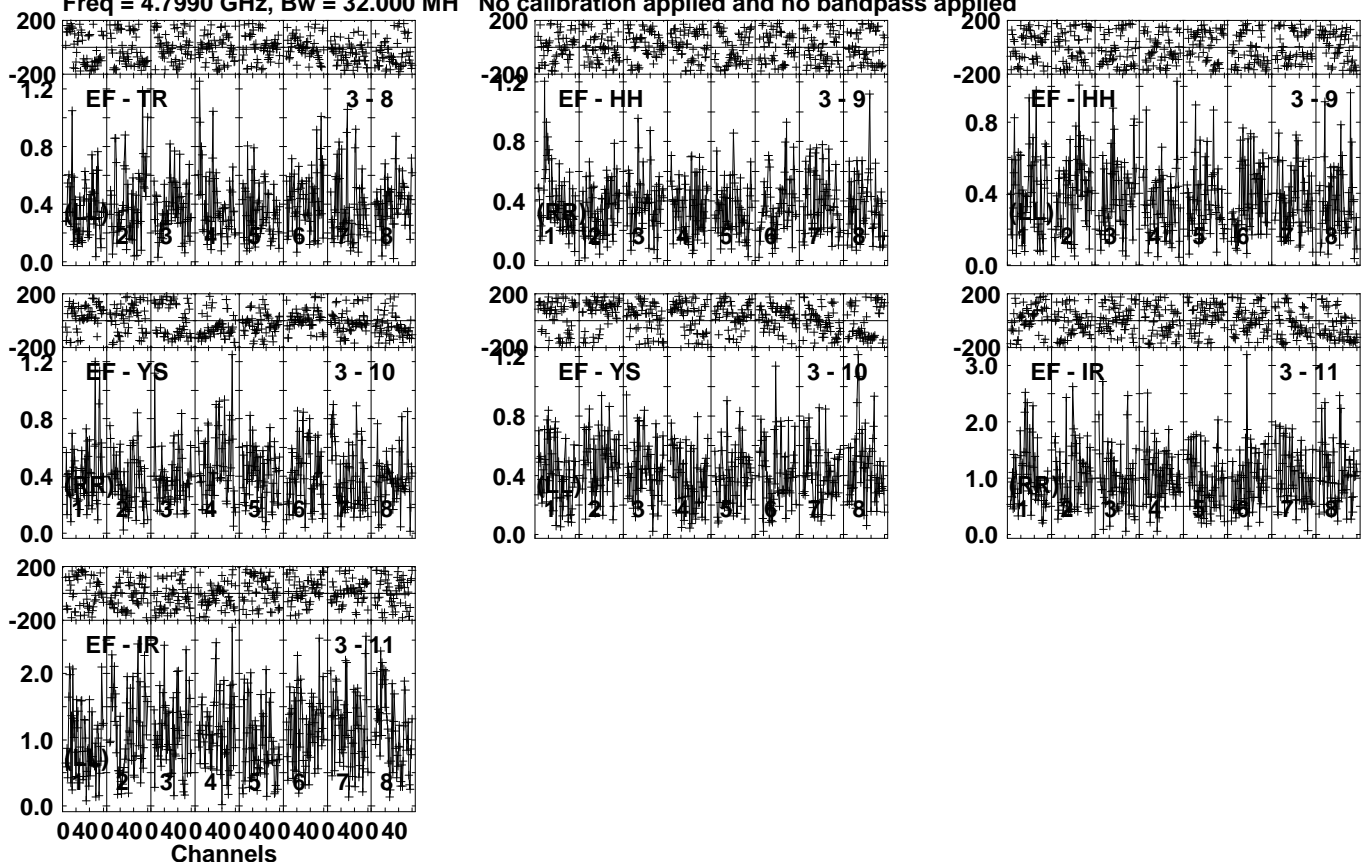 Freq = 4.7990 GHz, Bw = 32.000 MH No calibration applied and no bandpass applied
200 200 200
-200 -200 -200
1.2 EF - TR 3 - 8 1.2 EF - HH 3 - 9 EF - HH 3 - 9
0.8 0.8 0.8
0.4 0.4 0.4
(LL) (RR) (LL)
1 2 3 4 5 6 7 8 1 2 3 4 5 6 7 8 1 2 3 4 5 6 7 8
0.0 0.0 0.0
200 200 200
-200 -200 -200
1.2 EF - YS 3 - 10 1.2 EF - YS 3 - 10 3.0 EF - IR 3 - 11
0.8 0.8 2.0
0.4 0.4 1.0
(RR) (LL) (RR)
1 2 3 4 5 6 7 8 1 2 3 4 5 6 7 8 1 2 3 4 5 6 7 8
0.0 0.0 0.0
200
-200
EF - IR 3 - 11
2.0
1.0
(LL)
1 2 3 4 5 6 7 8
0.0
0 40 0 40 0 40 0 40 0 40 0 40 0 40 0 40
Channels